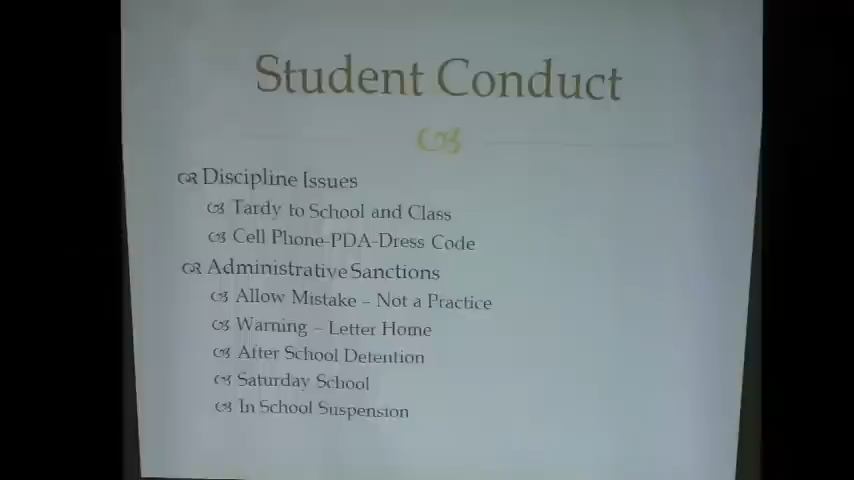 Student Conduct
Discipline Issues
Tardy to School and Class
Cell Phone-PDA-Dress Code
Administrative Sanctions
Allow Mistake – Not a Practice
Warning – Letter Home
After School Detention
Saturday School
In School Suspension